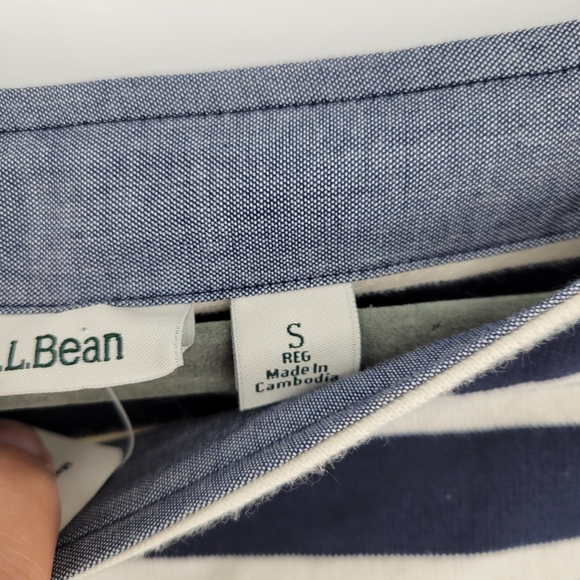 .L.Bean
S
REG
Made In
Cambodia